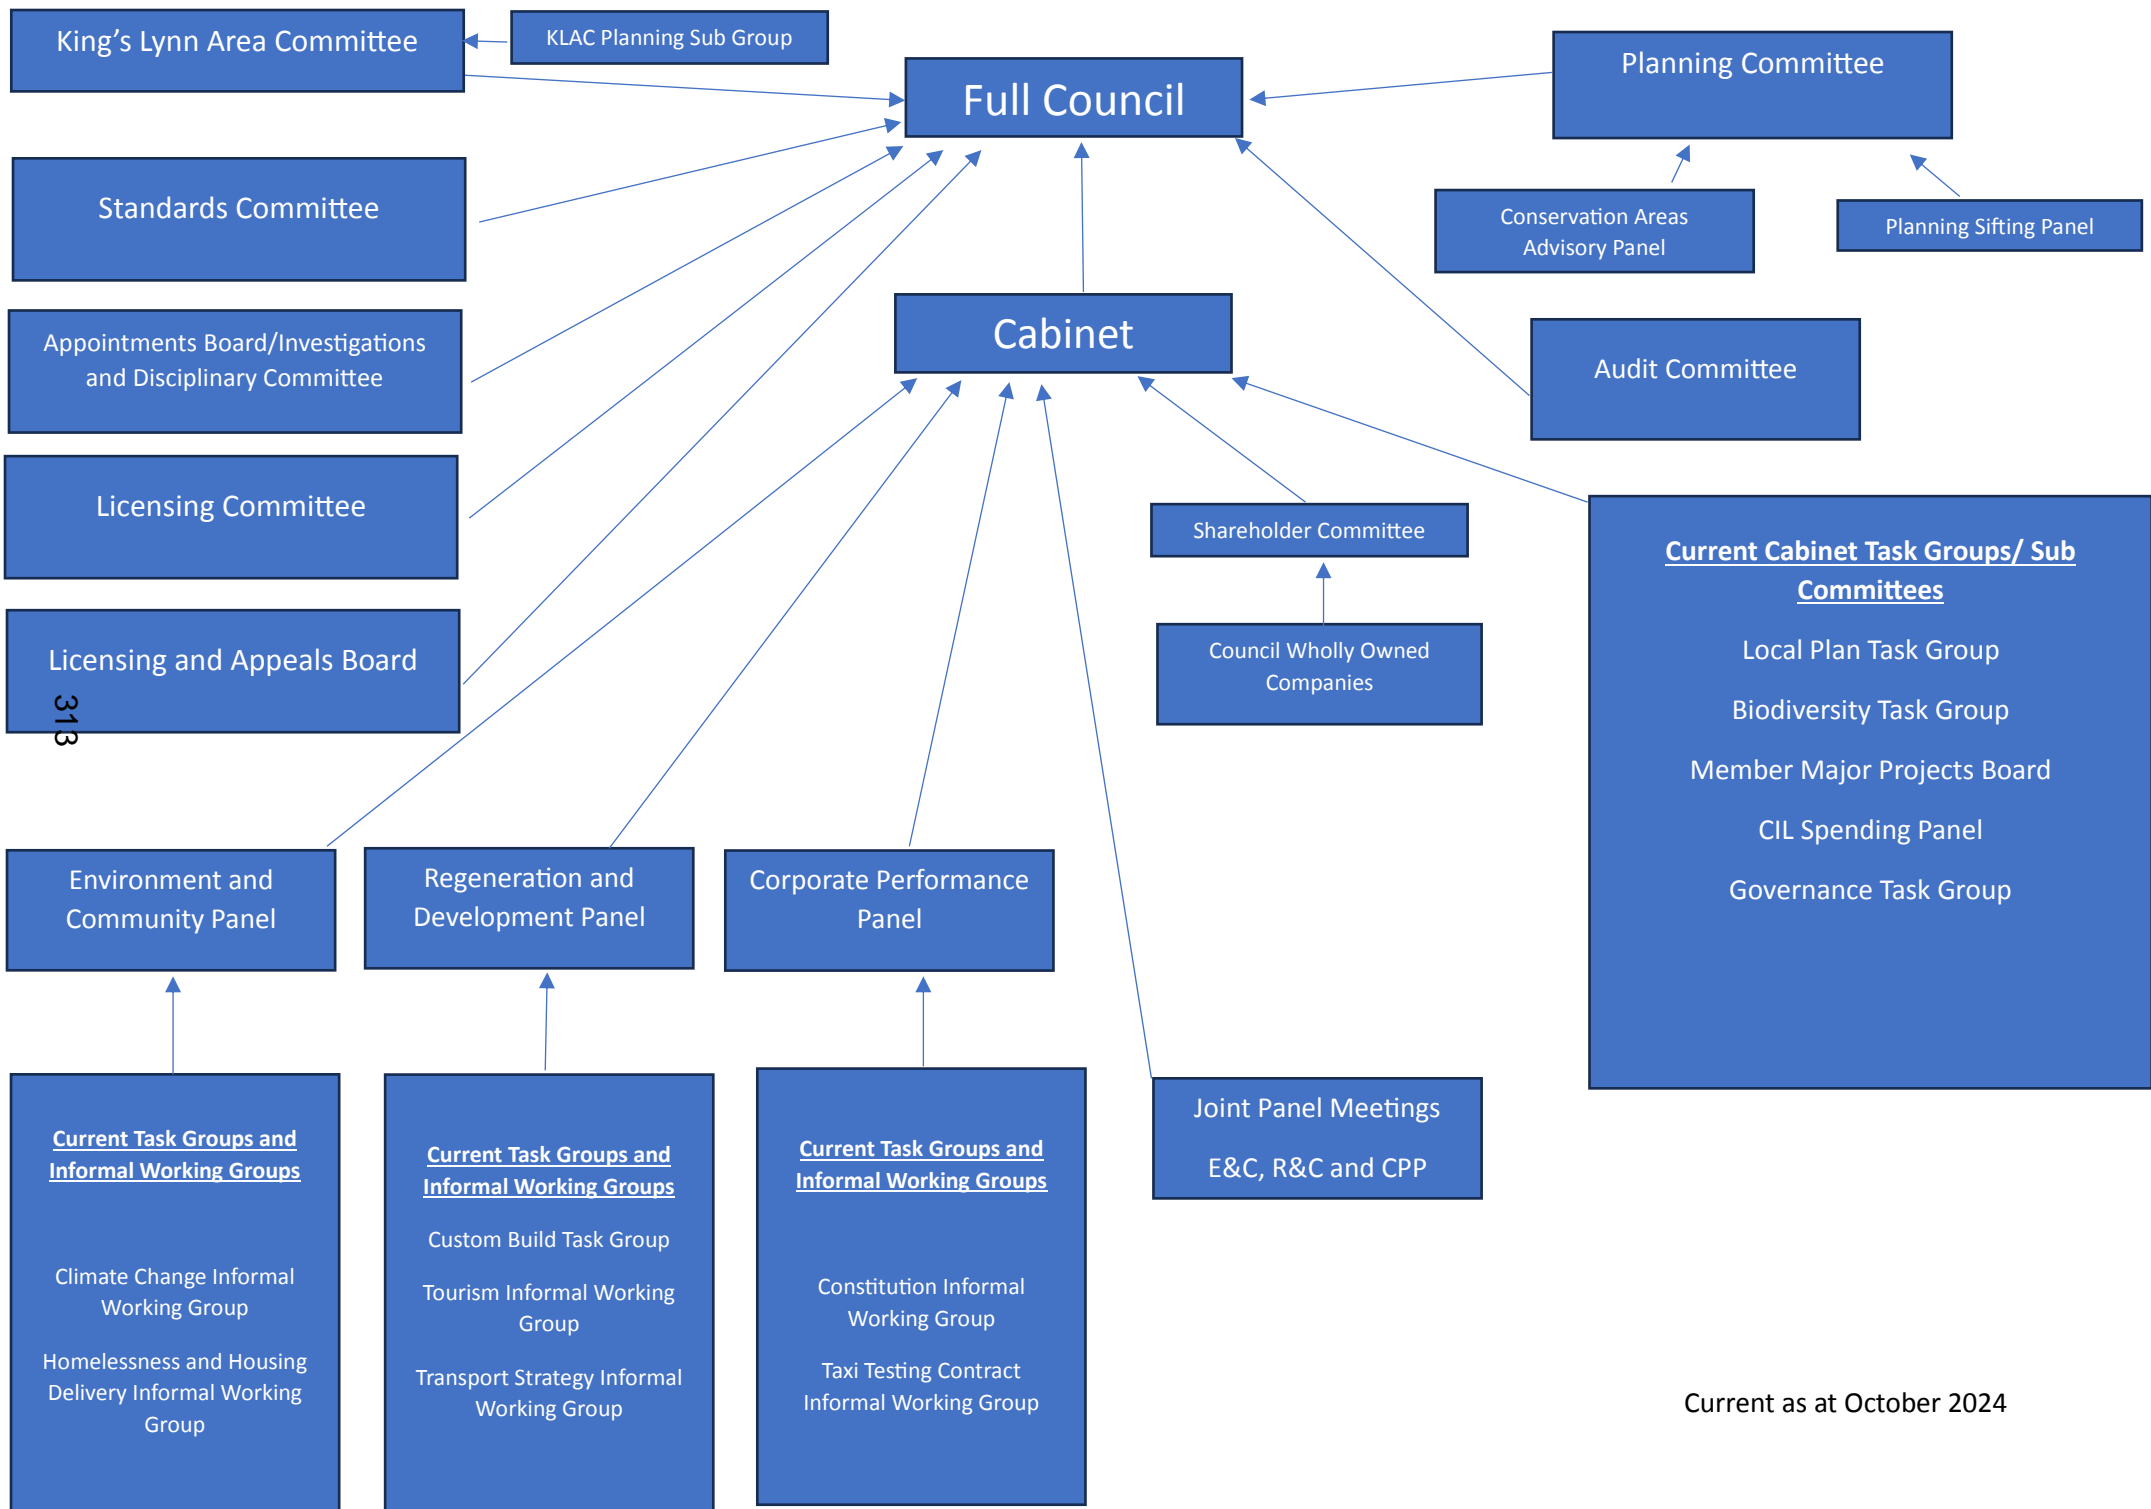 King's Lynn Area Committee
KLAC Planning Sub Group
Full Council
Planning Committee
Standards Committee
Conservation Areas
Advisory Panel
Planning Sifting Panel
Appointments Board/Investigations
and Disciplinary Committee
Cabinet
Audit Committee
Licensing Committee
Shareholder Committee
Licensing and Appeals Board
313
Council Wholly Owned
Companies
Current Cabinet Task Groups/ Sub
Committees
Local Plan Task Group
Biodiversity Task Group
Member Major Projects Board
CIL Spending Panel
Governance Task Group
Environment and
Community Panel
Regeneration and
Development Panel
Corporate Performance
Panel
Current Task Groups and
Informal Working Groups
Climate Change Informal
Working Group
Homelessness and Housing
Delivery Informal Working
Group
Current Task Groups and
Informal Working Groups
Custom Build Task Group
Tourism Informal Working
Group
Transport Strategy Informal
Working Group
Current Task Groups and
Informal Working Groups
Constitution Informal
Working Group
Taxi Testing Contract
Informal Working Group
Joint Panel Meetings
E&C, R&C and CPP
Current as at October 2024